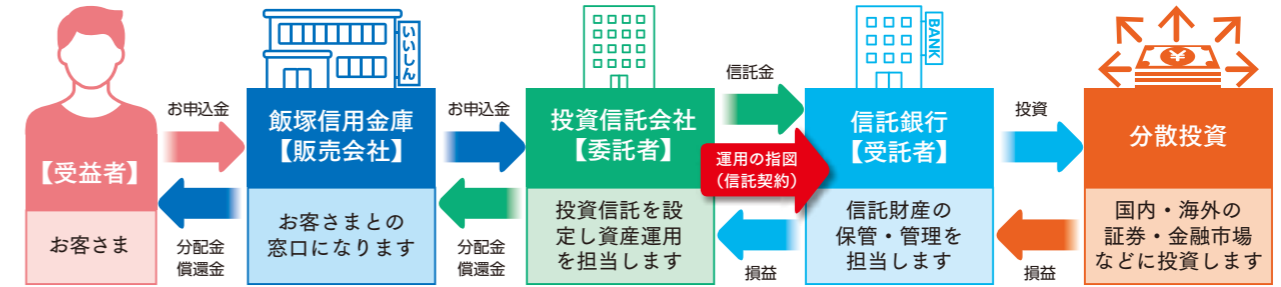 【受益者】
お客さま
お申込金
分配金
償還金
いいしん
飯塚信用金庫
【販売会社】
お客さまとの
窓口になります
お申込金
分配金
償還金
投資信託会社
【委託者】
投資信託を設
定し資産運用
を担当します
信託金
運用の指図
(信託契約)
損益
BANK
信託銀行
【受託者】
信託財産の
保管・管理を
担当します
投資
損益
¥
分散投資
国内・海外の
証券・金融市場
などに投資します